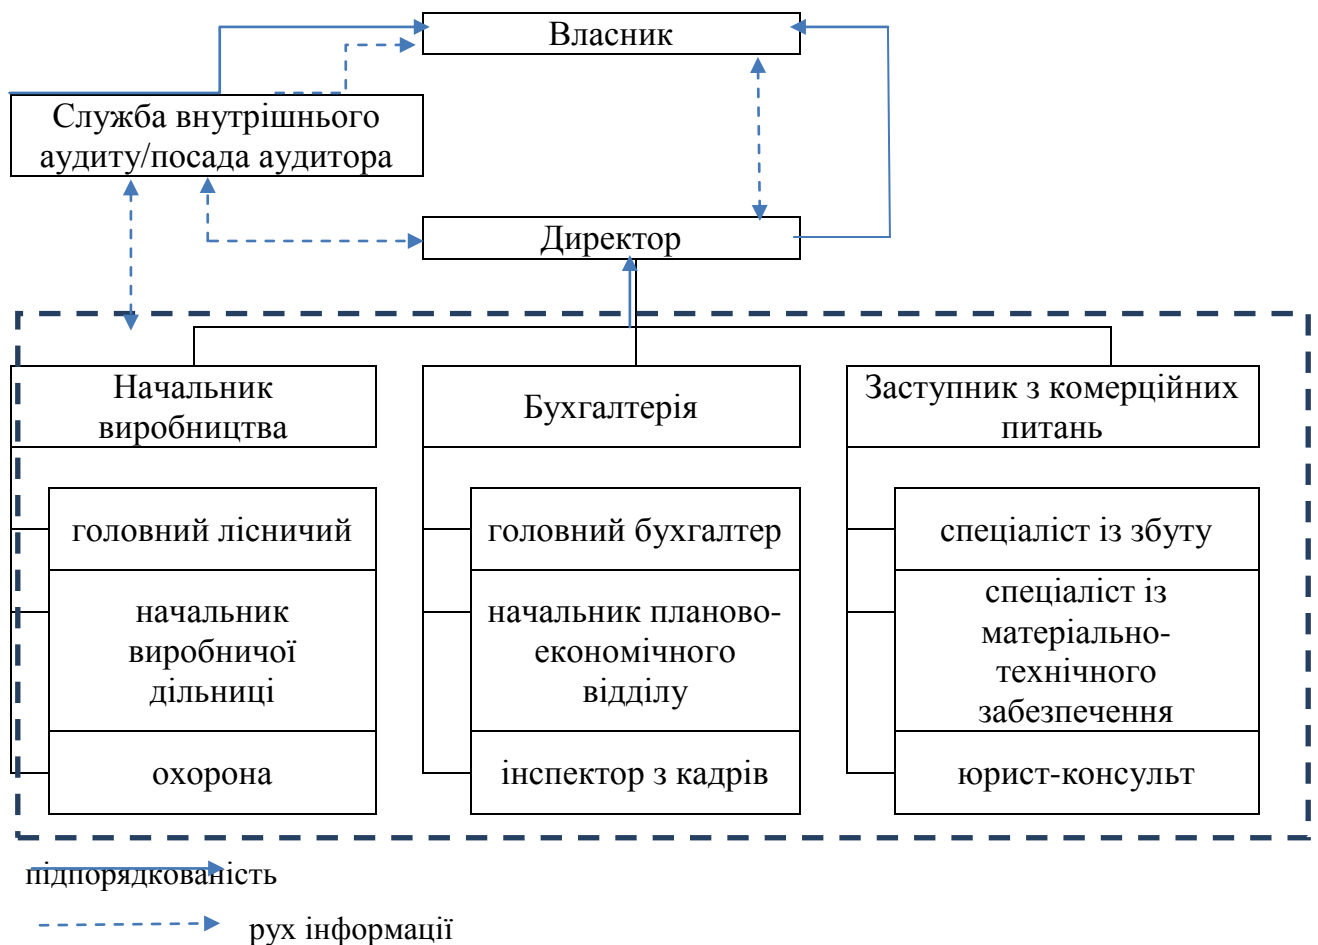 Власник
Служба внутрішнього
аудиту/посада аудитора
Директор
Начальник
виробництва
Бухгалтерія
Заступник з комерційних
питань
головний лісничий
начальник
виробничої
дільниці
охорона
головний бухгалтер
начальник планово-
економічного
відділу
інспектор з кадрів
спеціаліст із збуту
спеціаліст із
матеріально-
технічного
забезпечення
юрист-консульт
підпорядкованість
рух інформації